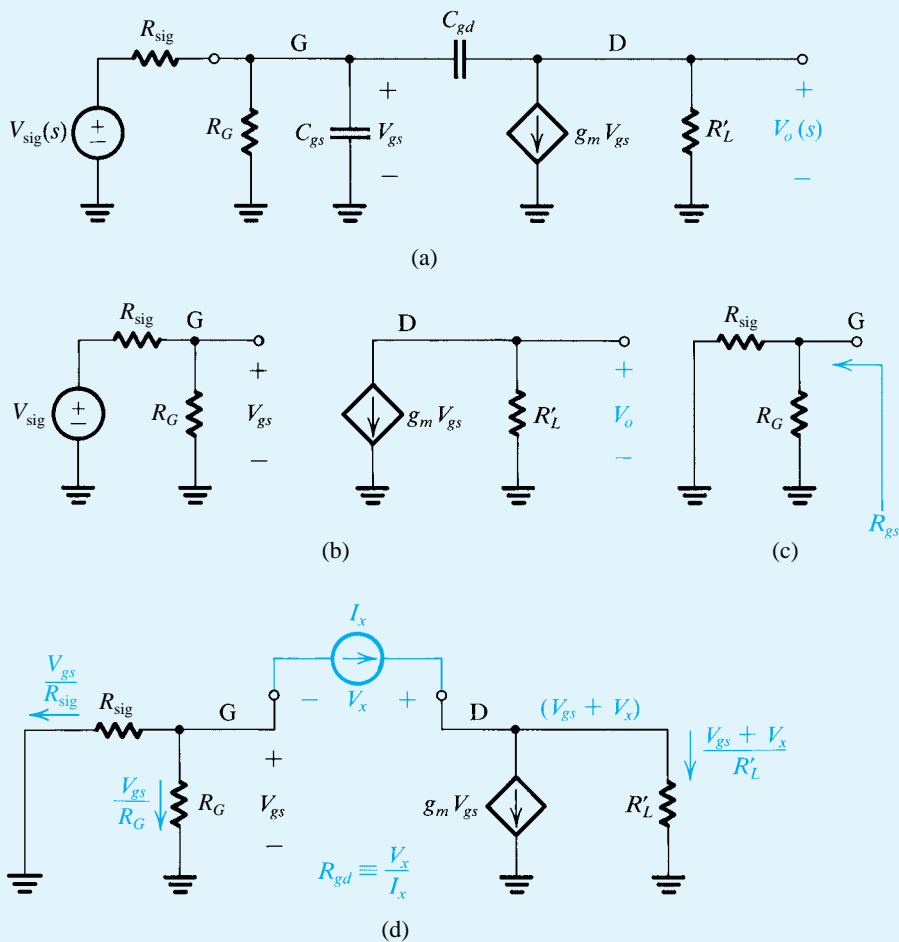 C_gd
R_sig
G
D
+
+
+
V_sig(s)
−
R_G
C_gs
V_gs
g_m V_gs
R′_L
V_o (s)
−
−
(a)
R_sig
G
D
R_sig
G
+
+
V_sig
+
−
R_G
V_gs
g_m V_gs
R′_L
V_o
R_G
−
−
R_gs
(b)
(c)
I_x
V_gs
R_sig
R_sig
G
−
V_x
+
D
(V_gs + V_x)
V_gs + V_x
R′_L
+
V_gs
R_G
R_G
V_gs
g_m V_gs
R′_L
−
R_gd ≡ V_x
I_x
(d)